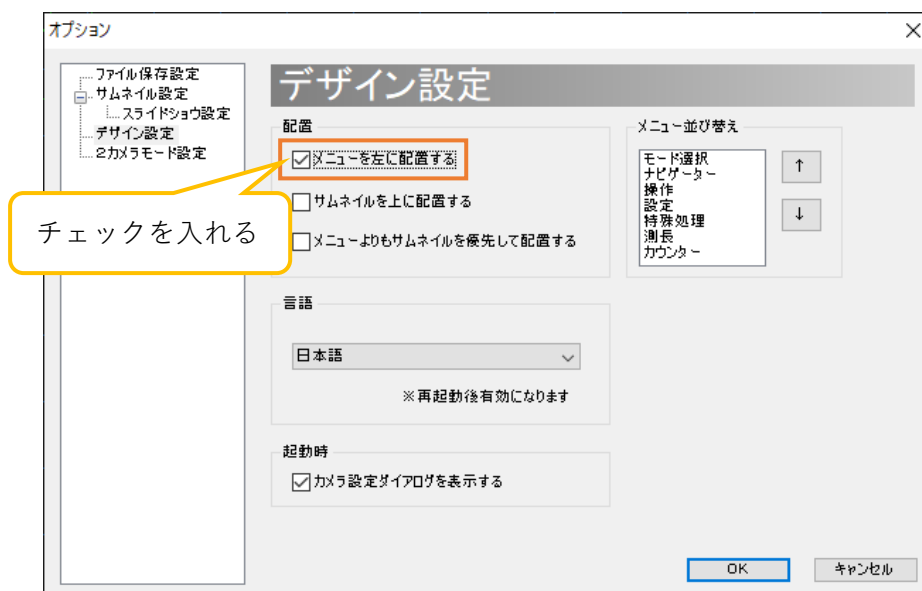 オプション
ファイル保存設定
サムネイル設定
スライドショウ設定
デザイン設定
2カメラモード設定
デザイン設定
配置
メニューを左に配置する
サムネイルを上に配置する
メニューよりもサムネイルを優先して配置する
チェックを入れる
メニュー並び替え
モード選択
ナビゲーター
操作
設定
特殊処理
測長
カウンター
↑
↓
言語
日本語
※再起動後有効になります
起動時
カメラ設定ダイアログを表示する
OK
キャンセル